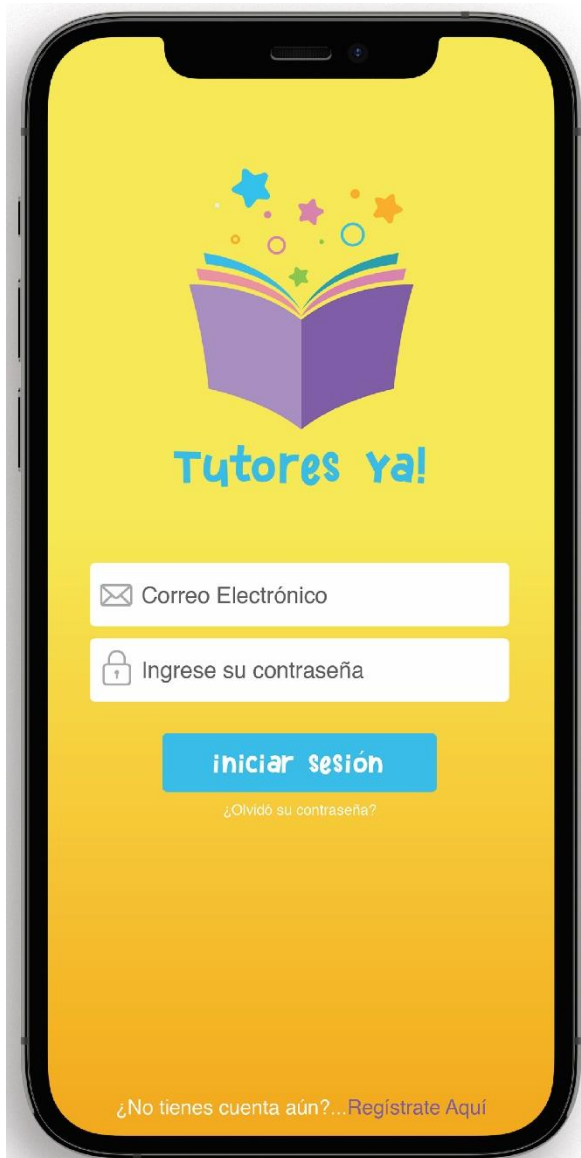 Tutores Ya!
Correo Electrónico
Ingrese su contraseña
iniciar sesión
¿Olvidó su contraseña?
¿No tienes cuenta aún?...Regístrate Aquí